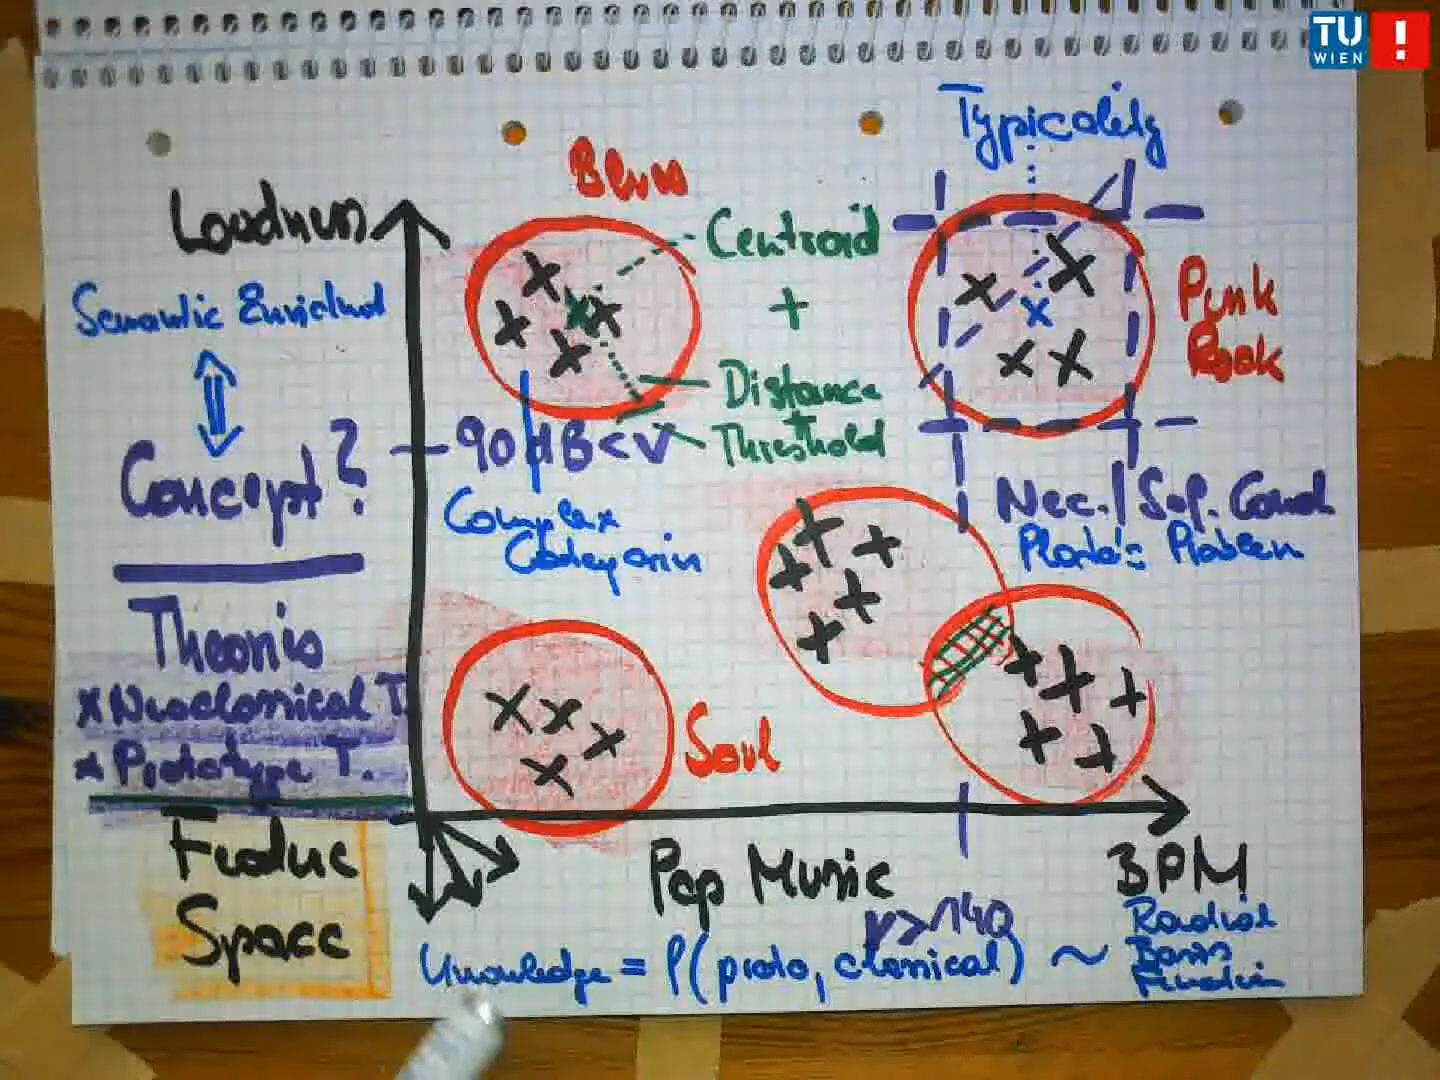 TU
WIEN
!
Typicality
Blues
Loudness
Centroid
+
Semantic Enrichment
Punk
Rock
Distance
Threshold
Concept?
90 dB < V
Nec. / Suf. Cond
Plato's Problem
Complex
Categories
Theories
x Neoclassical T.
x Prototype T.
Soul
Feature
Space
Pop Music
BPM
V > 140
Knowledge = P(proto, classical) ~
Radial
Basis
Function